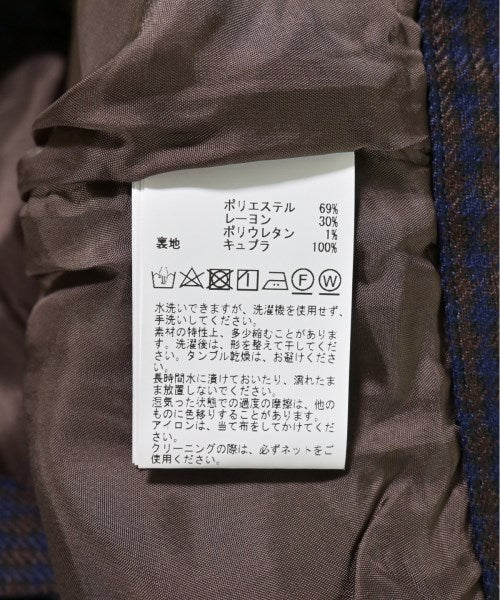 ポリエステル 69%
レーヨン 30%
ポリウレタン 1%
裏地 キュプラ 100%
F W
水洗いできますが、洗濯機を使用せず、
手洗いしてください。
素材の特性上、多少縮むことがありま
す。洗濯後は、形を整えて干してくだ
さい。タンブル乾燥は、お避けくださ
い。
長時間水に漬けておいたり、濡れたま
ま放置しないでください。
湿気った状態での過度の摩擦は、他の
ものに色移りすることがあります。
アイロンは、当て布をしてかけてくだ
さい。
クリーニングの際は、必ずネットをご
使用ください。